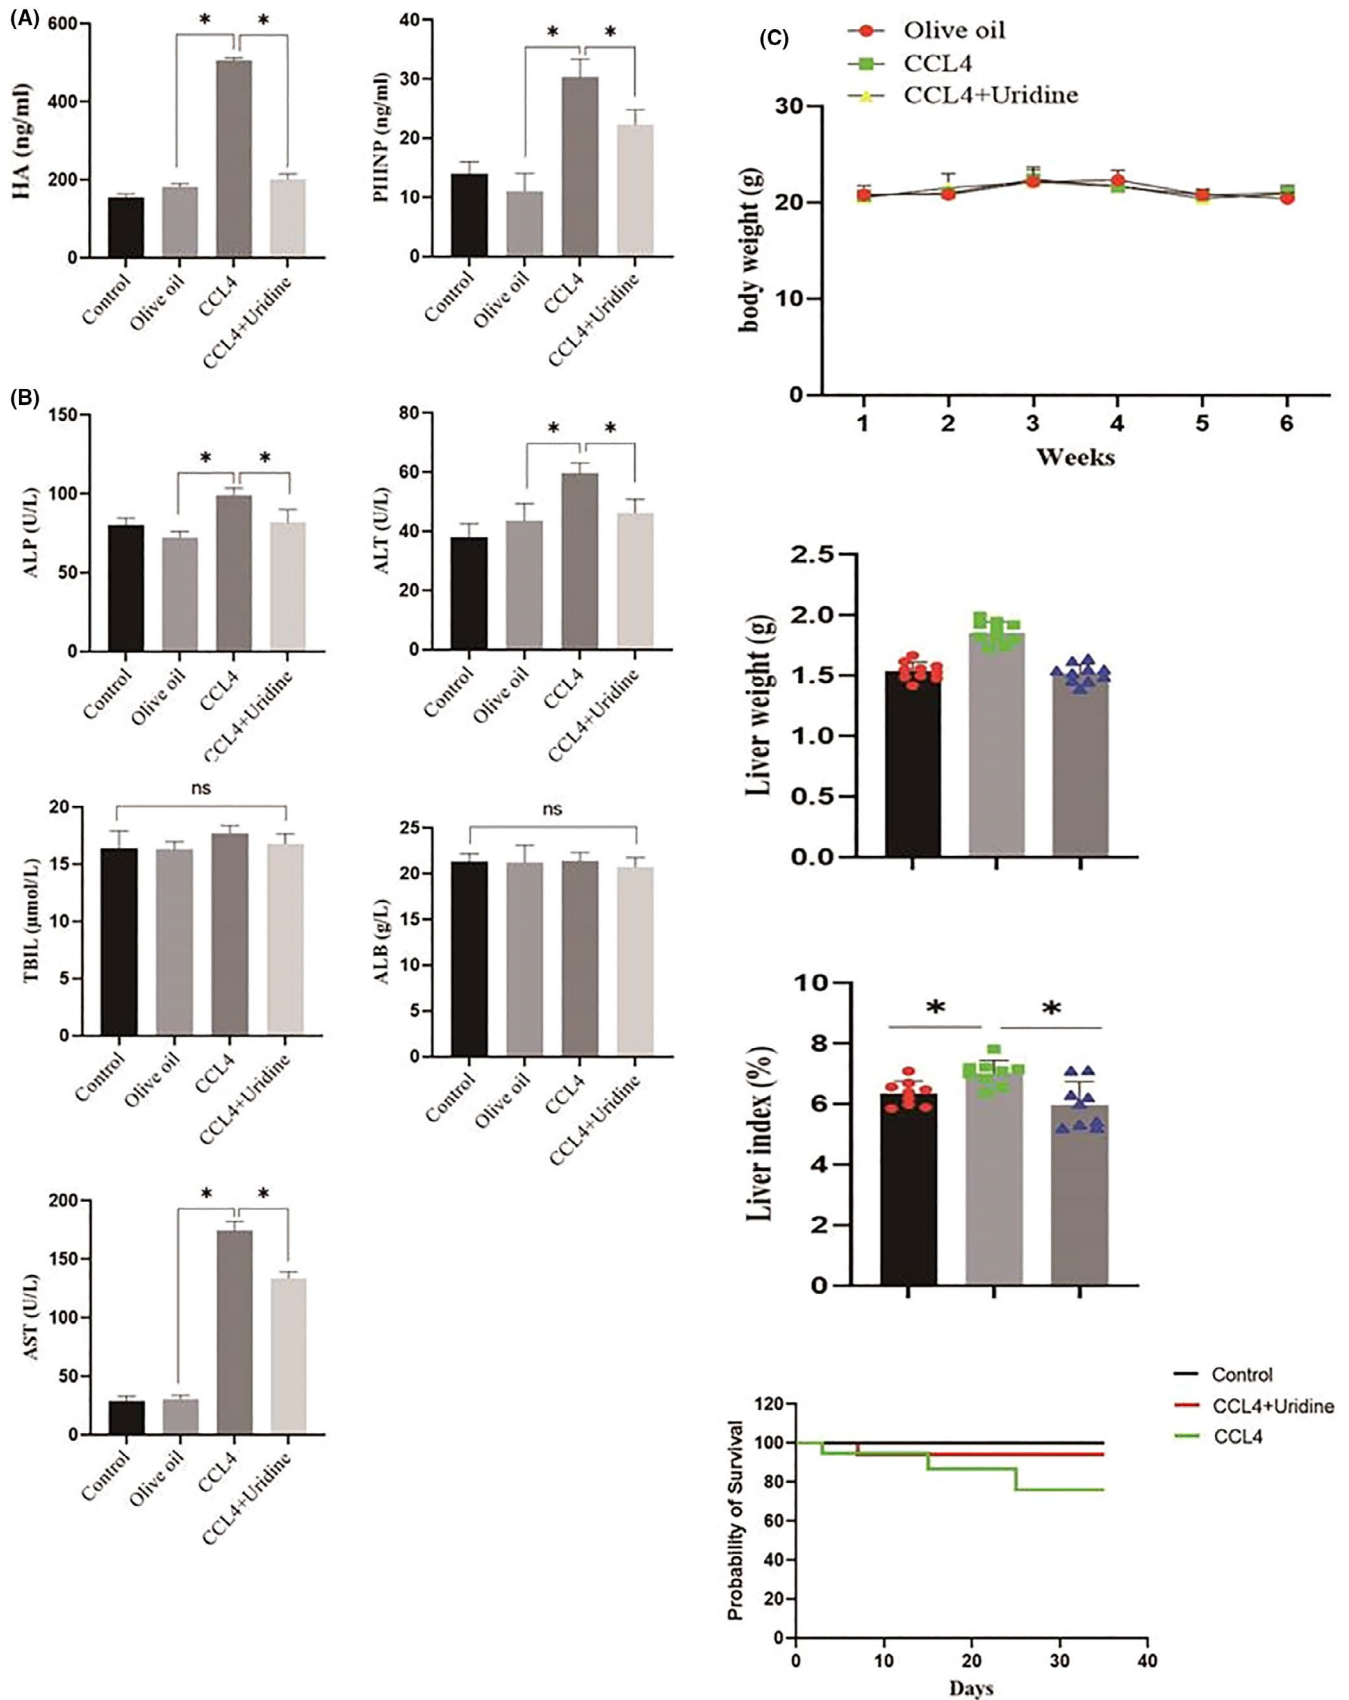 (A)
600
400
200
0
HA (ng/ml)
* *
Control
Olive oil
CCL4
CCL4+Uridine
40
30
20
10
0
PIIINP (ng/ml)
* *
Control
Olive oil
CCL4
CCL4+Uridine
(B)
150
100
50
0
ALP (U/L)
* *
Control
Olive oil
CCL4
CCL4+Uridine
80
60
40
20
0
ALT (U/L)
* *
Control
Olive oil
CCL4
CCL4+Uridine
ns
20
15
10
5
0
TBIL (μmol/L)
Control
Olive oil
CCL4
CCL4+Uridine
ns
25
20
15
10
5
0
ALB (g/L)
Control
Olive oil
CCL4
CCL4+Uridine
200
150
100
50
0
AST (U/L)
* *
Control
Olive oil
CCL4
CCL4+Uridine
(C)
Olive oil
CCL4
CCL4+Uridine
30
20
10
0
body weight (g)
1 2 3 4 5 6
Weeks
2.5
2.0
1.5
1.0
0.5
0.0
Liver weight (g)
10
8
6
4
2
0
Liver index (%)
* *
Control
CCL4+Uridine
CCL4
120
100
80
60
40
20
0
Probability of Survival
0 10 20 30 40
Days